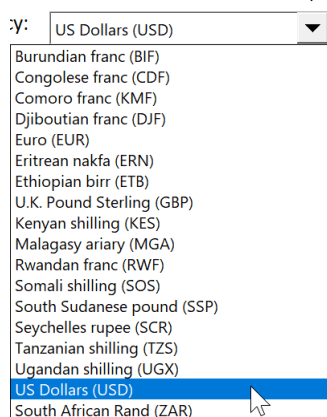 cy:
US Dollars (USD)
Burundian franc (BIF)
Congolese franc (CDF)
Comoro franc (KMF)
Djiboutian franc (DJF)
Euro (EUR)
Eritrean nakfa (ERN)
Ethiopian birr (ETB)
U.K. Pound Sterling (GBP)
Kenyan shilling (KES)
Malagasy ariary (MGA)
Rwandan franc (RWF)
Somali shilling (SOS)
South Sudanese pound (SSP)
Seychelles rupee (SCR)
Tanzanian shilling (TZS)
Ugandan shilling (UGX)
US Dollars (USD)
South African Rand (ZAR)